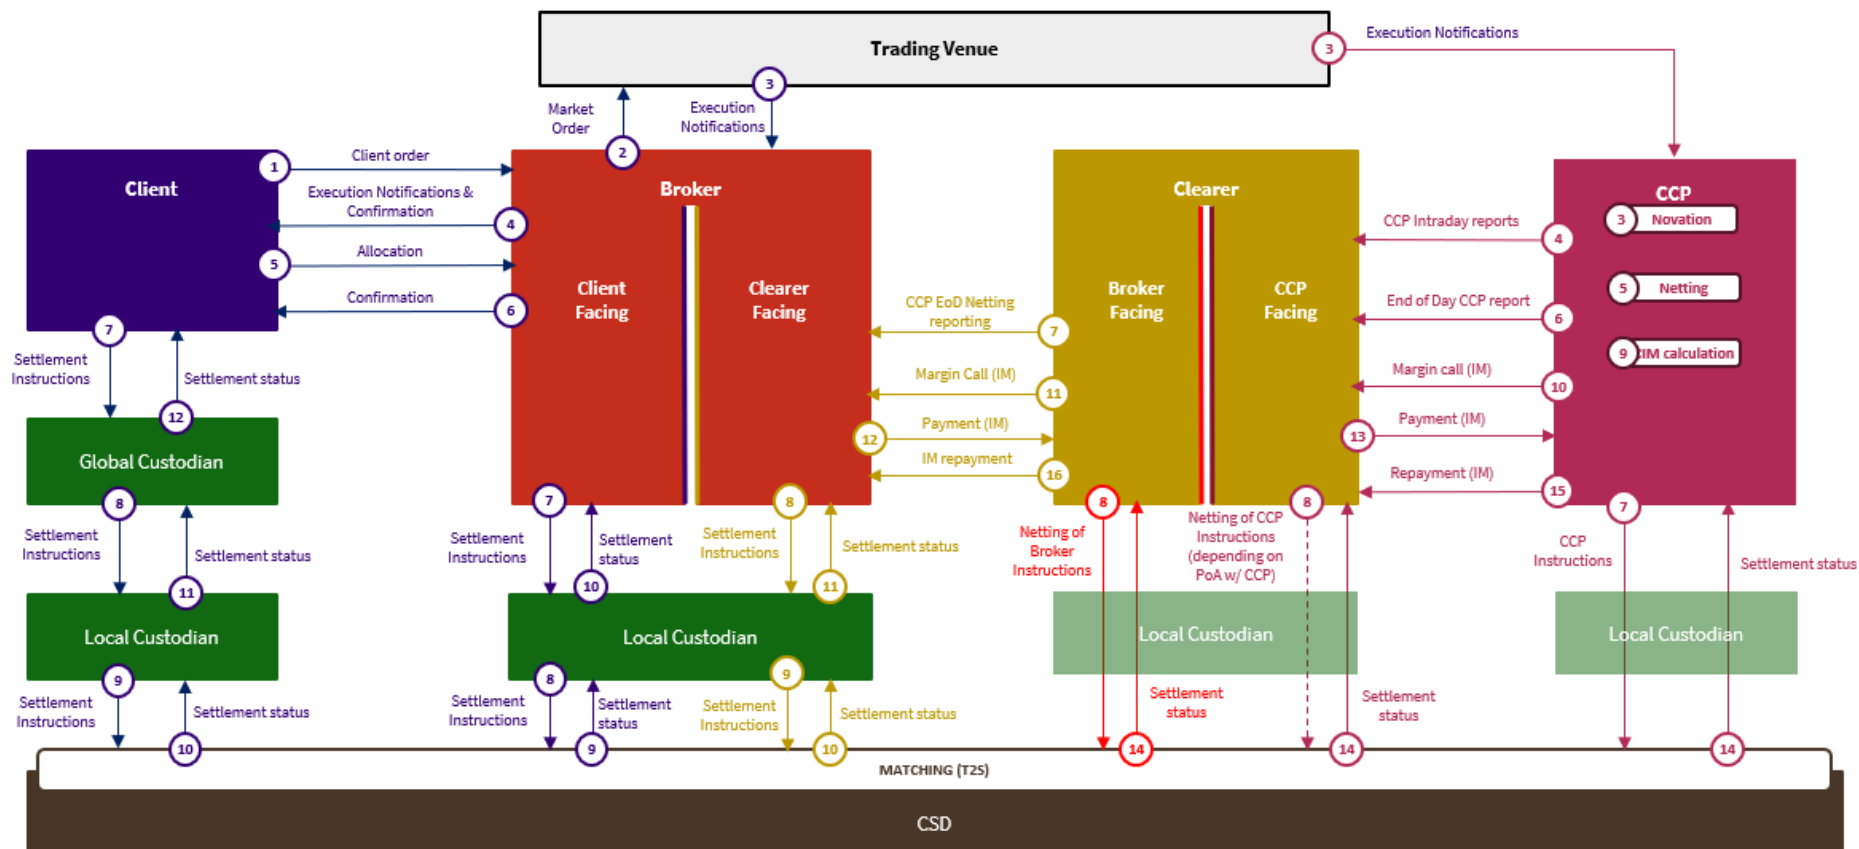 Trading Venue
3
Execution Notifications
3
Market
Order
Execution
Notifications
2
Client
1
Client order
Execution Notifications &
Confirmation
4
5
Allocation
Confirmation
6
7
Settlement
Instructions
Settlement status
12
Global Custodian
8
Settlement
Instructions
Settlement status
11
Local Custodian
9
Settlement
Instructions
Settlement status
10
Broker
Client
Facing
Clearer
Facing
7
Settlement
Instructions
Settlement
status
10
8
Settlement
Instructions
Settlement status
11
Local Custodian
8
Settlement
Instructions
Settlement
status
9
9
Settlement
Instructions
Settlement status
10
CCP EoD Netting
reporting
7
Margin Call (IM)
11
12
Payment (IM)
IM repayment
16
Clearer
Broker
Facing
CCP
Facing
8
Netting of
Broker
Instructions
8
Netting of CCP
Instructions
(depending on
PoA w/ CCP)
Local Custodian
Settlement
status
14
Settlement
status
14
CCP Intraday reports
4
End of Day CCP report
6
Margin call (IM)
10
13
Payment (IM)
Repayment (IM)
15
CCP
3
Novation
5
Netting
9
IM calculation
7
CCP
Instructions
Settlement status
Local Custodian
14
MATCHING (T2S)
CSD